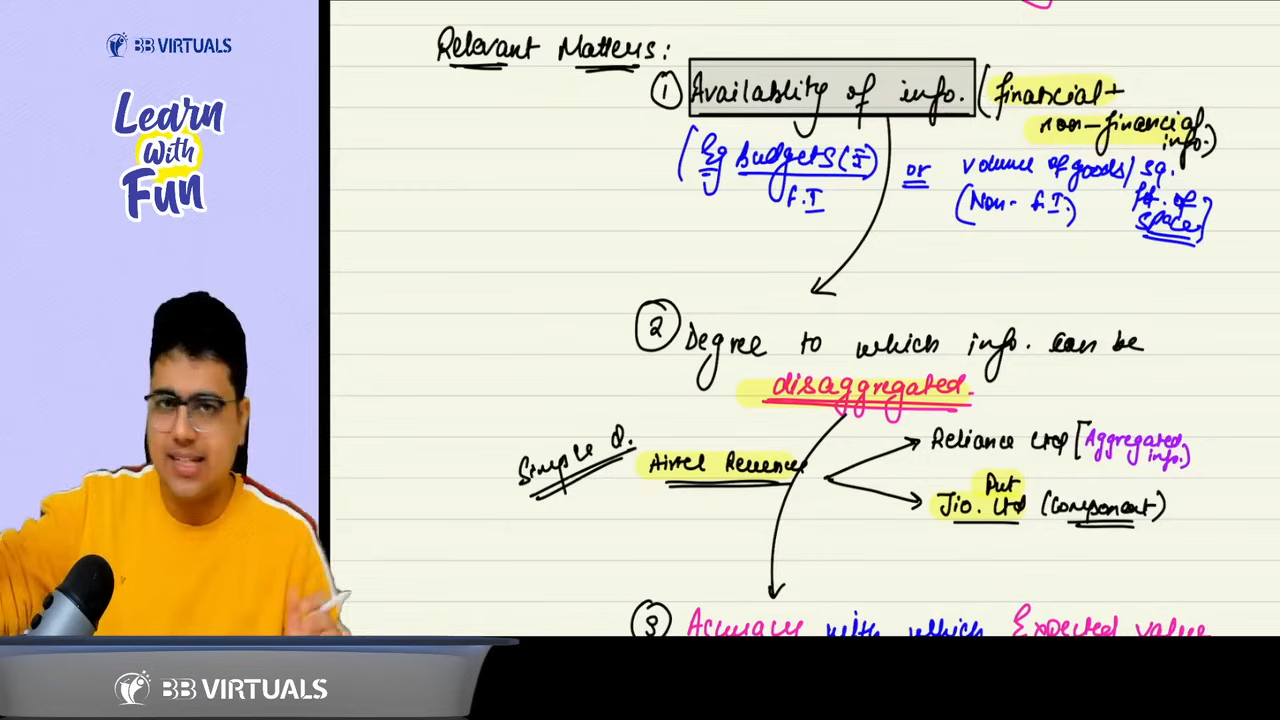 BB VIRTUALS
Learn
With
Fun
Relevant Matters:
① Availablity of info. (financial +
non-financial
info.)
(Eg Budgets (I) or volume of goods/sq.
F.I (Non-F.I.) ft. of
space)
② Degree to which info. can be
disaggregated.
Simple Q. Airtel Revenue
Reliance Ltd [Aggregated
info.)
Put
Jio. Ltd (Component)
③ Accuracy with which Expected value
BB VIRTUALS